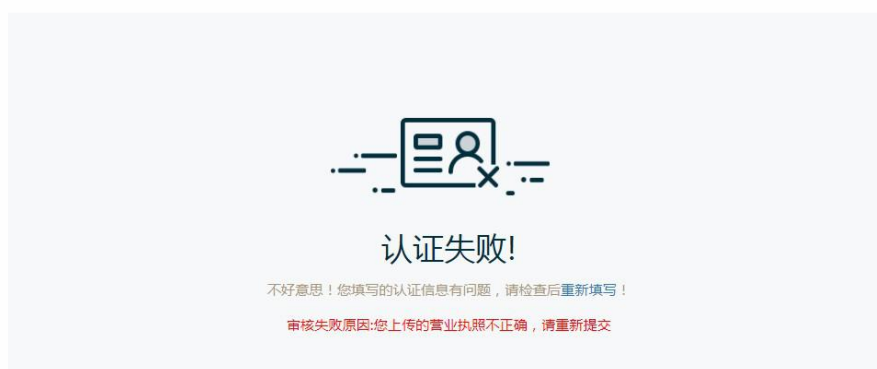 认证失败!
不好意思！您填写的认证信息有问题，请检查后重新填写！
审核失败原因:您上传的营业执照不正确，请重新提交